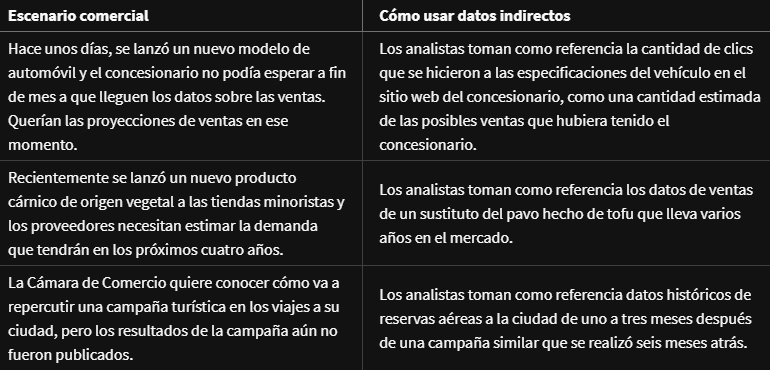 Escenario comercial
Cómo usar datos indirectos
Hace unos días, se lanzó un nuevo modelo de
automóvil y el concesionario no podía esperar a fin
de mes a que lleguen los datos sobre las ventas.
Querían las proyecciones de ventas en ese
momento.
Los analistas toman como referencia la cantidad de clics
que se hicieron a las especificaciones del vehículo en el
sitio web del concesionario, como una cantidad estimada
de las posibles ventas que hubiera tenido el
concesionario.
Recientemente se lanzó un nuevo producto
cárnico de origen vegetal a las tiendas minoristas y
los proveedores necesitan estimar la demanda
que tendrán en los próximos cuatro años.
Los analistas toman como referencia los datos de ventas
de un sustituto del pavo hecho de tofu que lleva varios
años en el mercado.
La Cámara de Comercio quiere conocer cómo va a
repercutir una campaña turística en los viajes a su
ciudad, pero los resultados de la campaña aún no
fueron publicados.
Los analistas toman como referencia datos históricos de
reservas aéreas a la ciudad de uno a tres meses después
de una campaña similar que se realizó seis meses atrás.